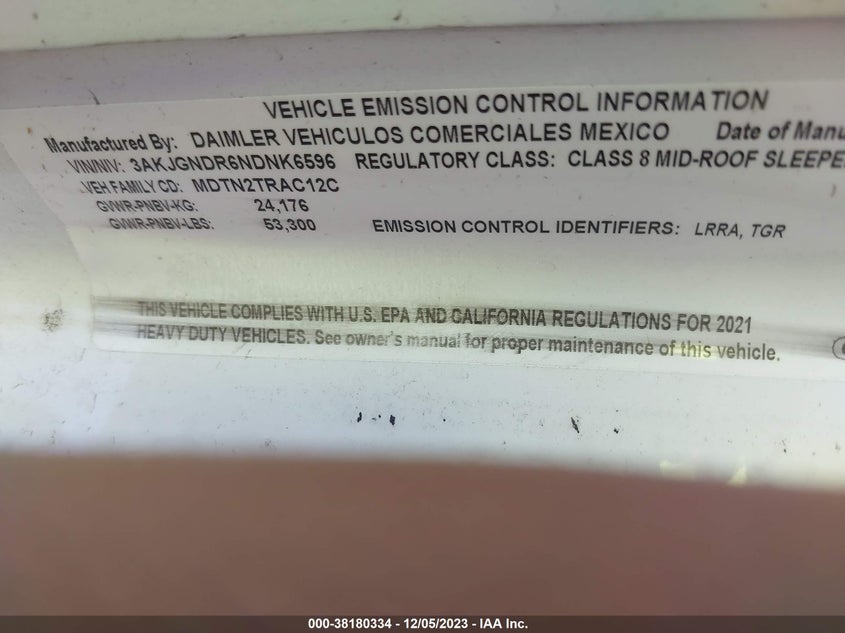 VEHICLE EMISSION CONTROL INFORMATION
Manufactured By: DAIMLER VEHICULOS COMERCIALES MEXICO Date of Manu
VIN/NIV: 3AKJGNDR6NDNK6596 REGULATORY CLASS: CLASS 8 MID-ROOF SLEEPE
VEH FAMILY CD: MDTN2TRAC12C
GVWR-PNBV-KG: 24,176
GVWR-PNBV-LBS: 53,300 EMISSION CONTROL IDENTIFIERS: LRRA, TGR
THIS VEHICLE COMPLIES WITH U.S. EPA AND CALIFORNIA REGULATIONS FOR 2021
HEAVY DUTY VEHICLES. See owner's manual for proper maintenance of this vehicle.
000-38180334 - 12/05/2023 - IAA Inc.